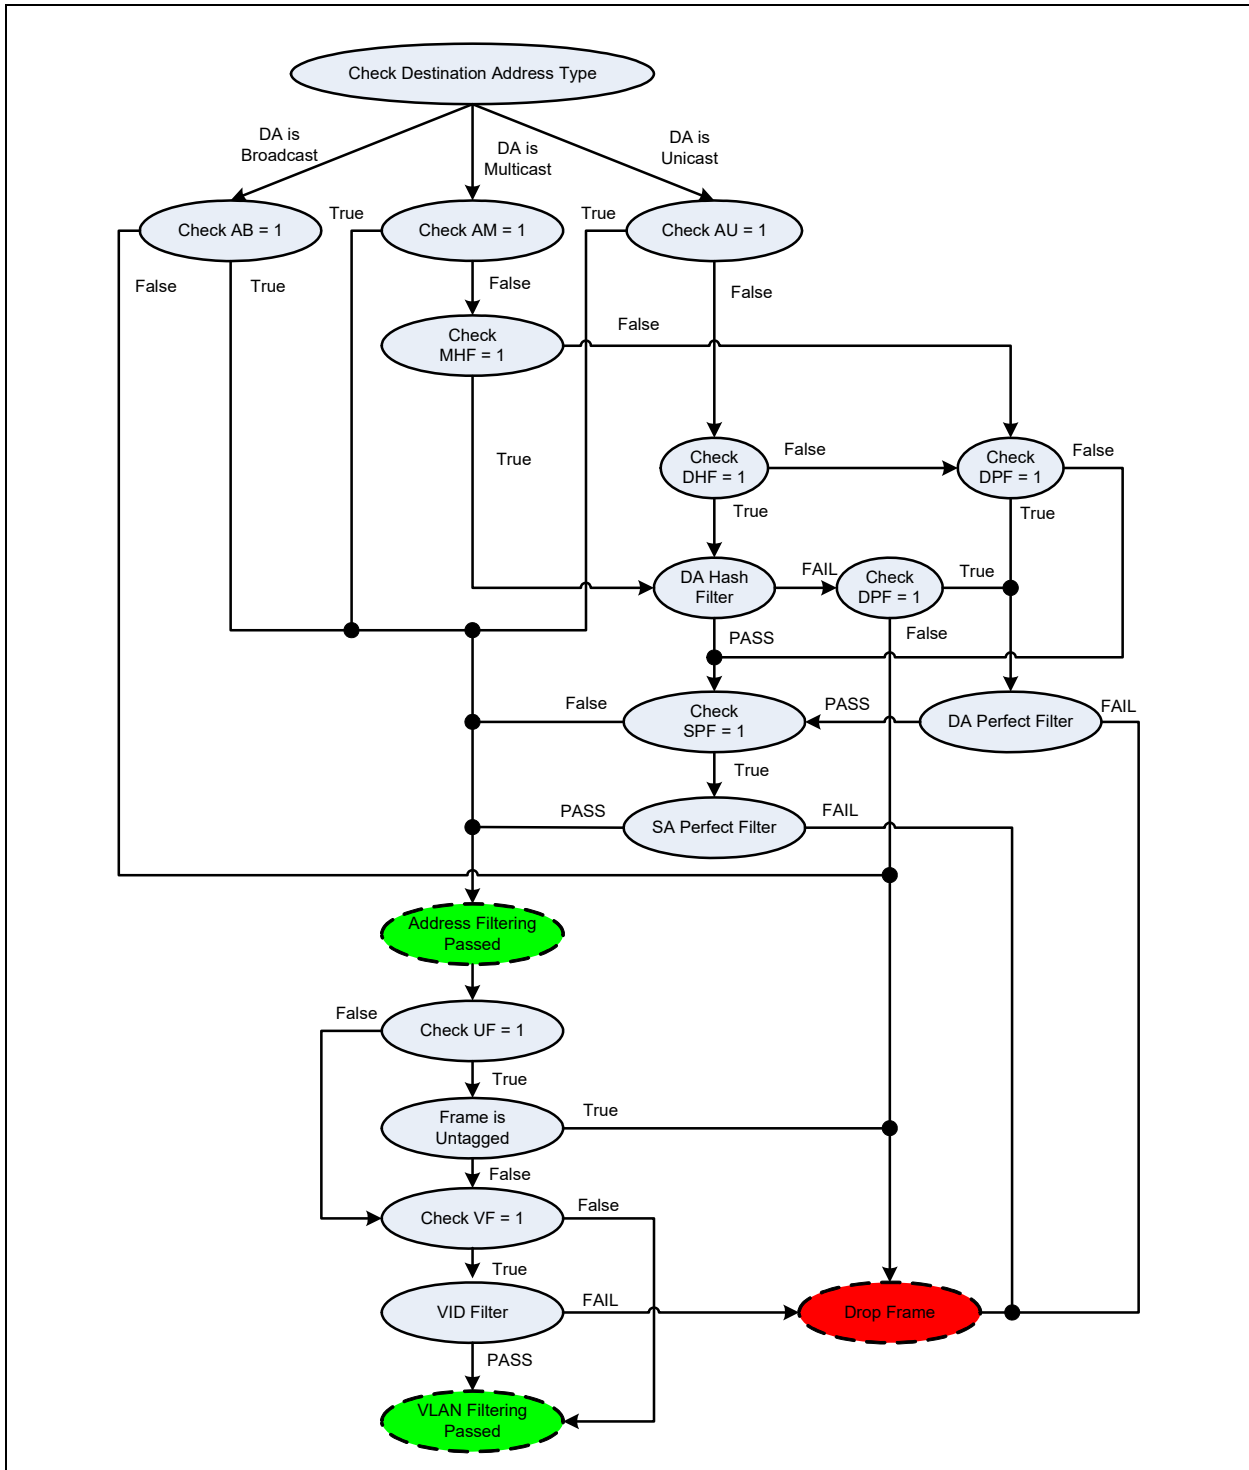 Check Destination Address Type
DA is
Broadcast
DA is
Multicast
DA is
Unicast
Check AB = 1
True
Check AM = 1
True
Check AU = 1
False
True
False
False
Check
MHF = 1
False
True
Check
DHF = 1
False
Check
DPF = 1
False
True
True
DA Hash
Filter
FAIL
Check
DPF = 1
True
PASS
False
False
Check
SPF = 1
PASS
DA Perfect Filter
FAIL
True
PASS
SA Perfect Filter
FAIL
Address Filtering
Passed
False
Check UF = 1
True
Frame is
Untagged
True
False
Check VF = 1
False
True
VID Filter
FAIL
Drop Frame
PASS
VLAN Filtering
Passed